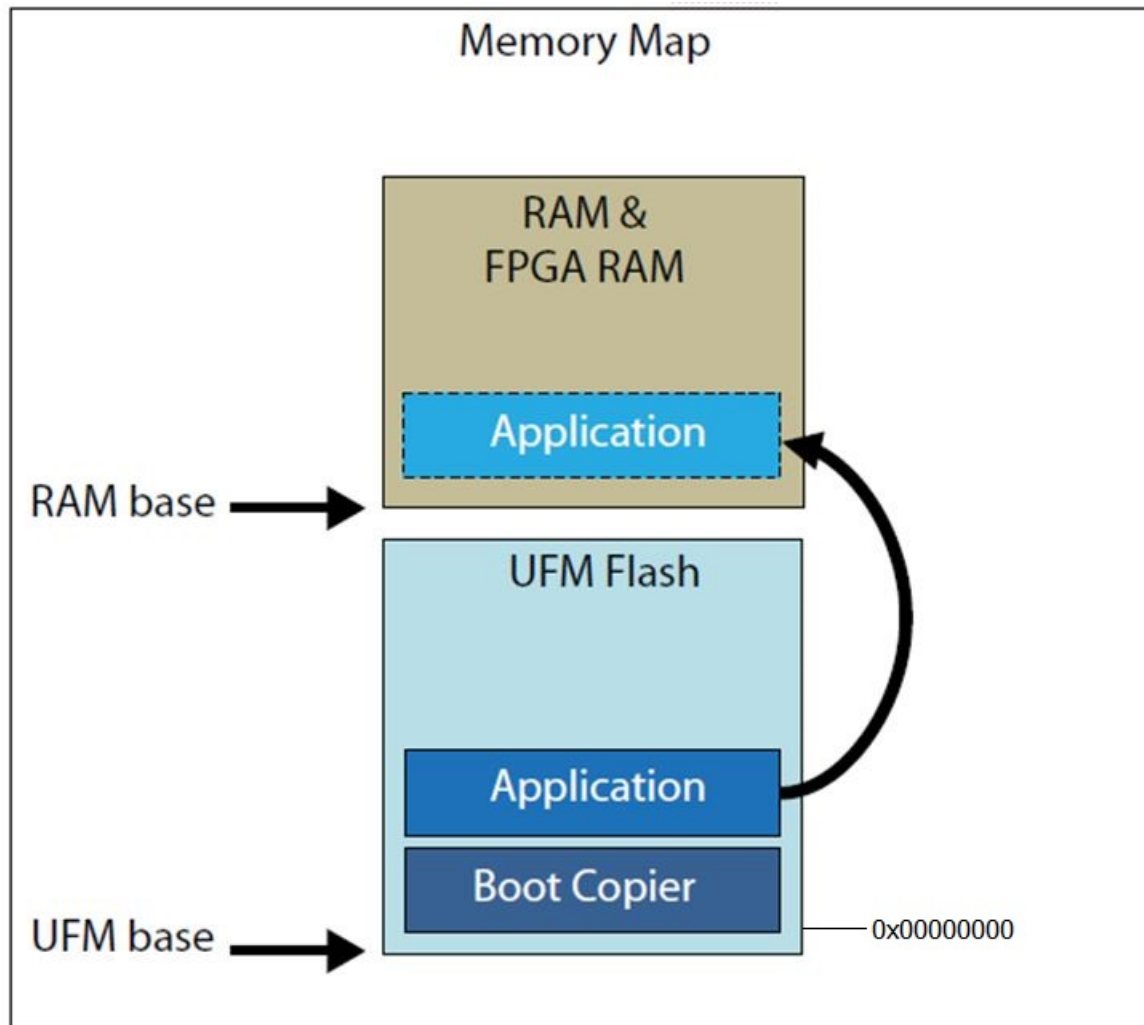 Memory Map
RAM &
FPGA RAM
Application
RAM base
UFM Flash
Application
Boot Copier
UFM base
0x00000000